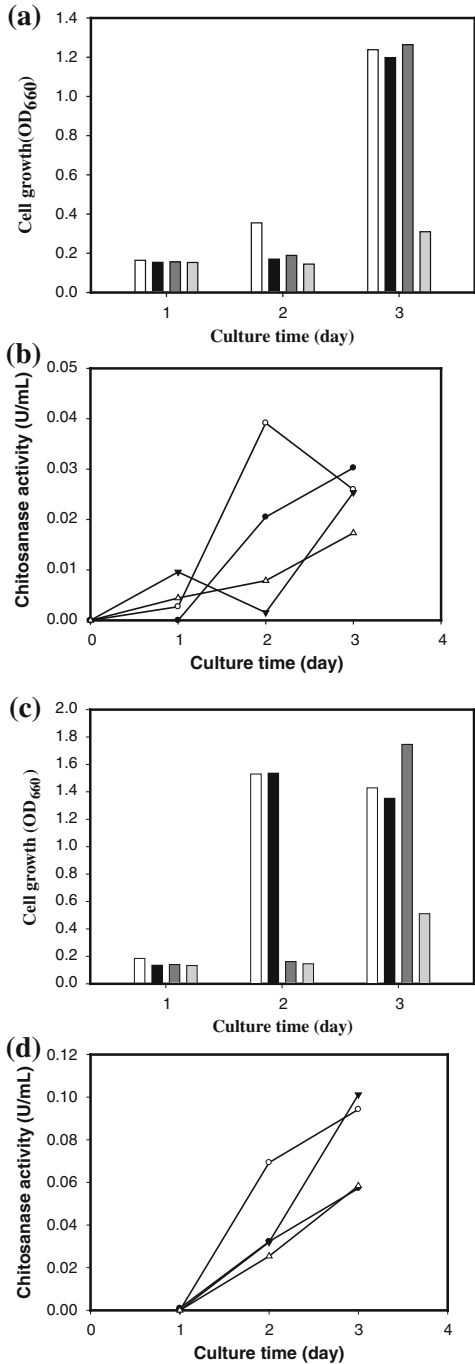 (a)
1.4
1.2
1.0
0.8
0.6
0.4
0.2
0.0
Cell growth(OD660)
1 2 3
Culture time (day)
(b)
0.05
0.04
0.03
0.02
0.01
0.00
Chitosanase activity (U/mL)
0 1 2 3 4
Culture time (day)
(c)
2.0
1.8
1.6
1.4
1.2
1.0
0.8
0.6
0.4
0.2
0.0
Cell growth (OD660)
1 2 3
Culture time (day)
(d)
0.12
0.10
0.08
0.06
0.04
0.02
0.00
Chitosanase activity (U/mL)
0 1 2 3 4
Culture time (day)